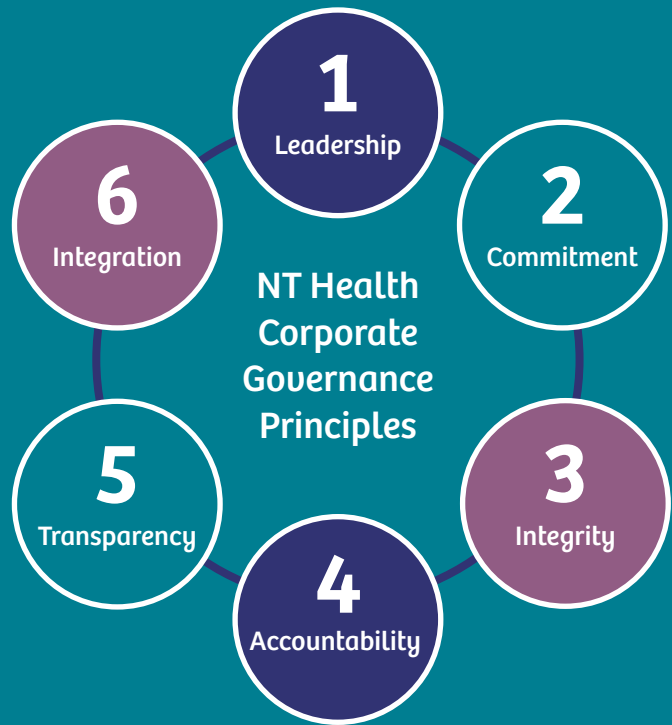 NT Health
Corporate
Governance
Principles
1
Leadership
2
Commitment
3
Integrity
4
Accountability
5
Transparency
6
Integration